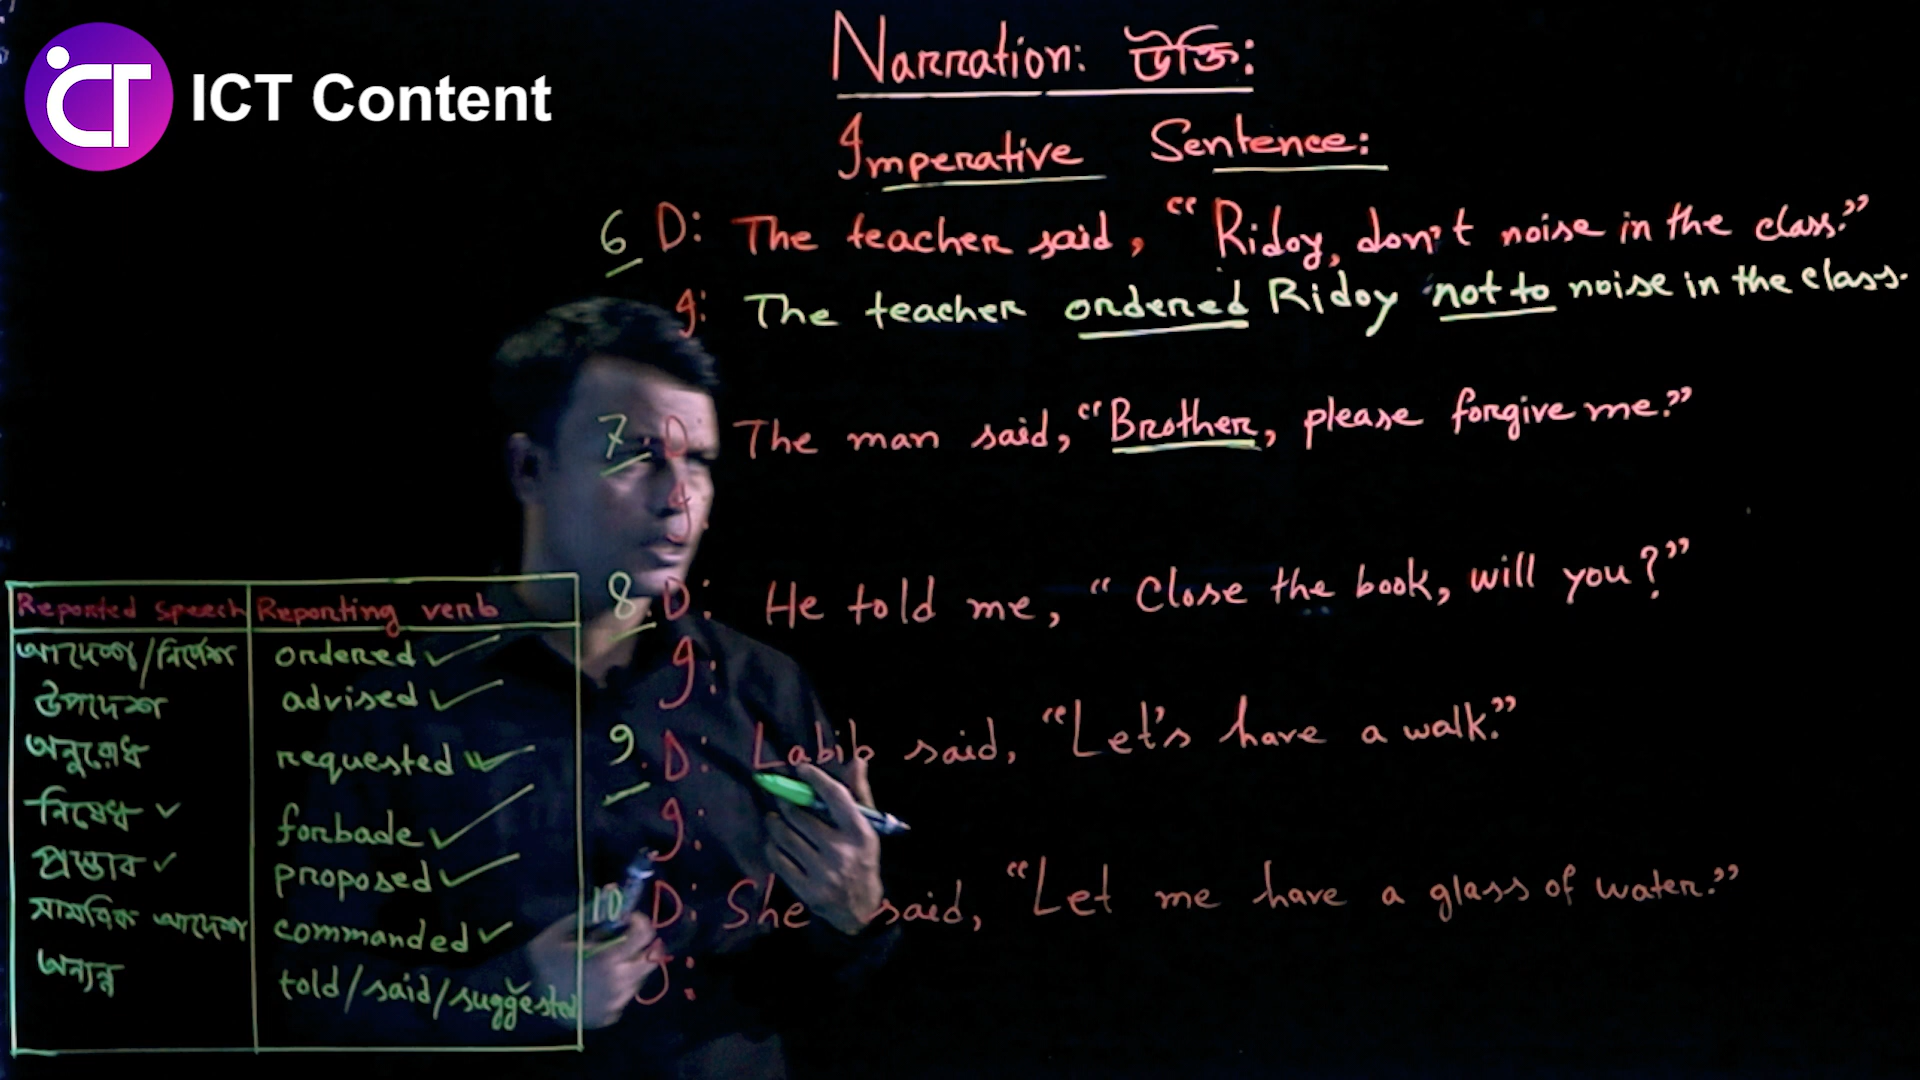 ICT Content
Narration: উক্তি:
Imperative Sentence:
6 D: The teacher said, “Ridoy, don't noise in the class.”
I: The teacher ordered Ridoy not to noise in the class.
7. D The man said, “Brother, please forgive me.”
I
8. D: He told me, “Close the book, will you?”
I:
9. D: Labib said, “Let's have a walk.”
I:
10 D: She said, “Let me have a glass of water.”
I:
Reported speech Reporting verb
আদেশ/নির্দেশ ordered ✓
উপদেশ advised ✓
অনুরোধ requested ✓
নিষেধ ✓ forbade ✓
প্রস্তাব ✓ proposed ✓
সামরিক আদেশ commanded ✓
অন্যান্য told/said/suggested